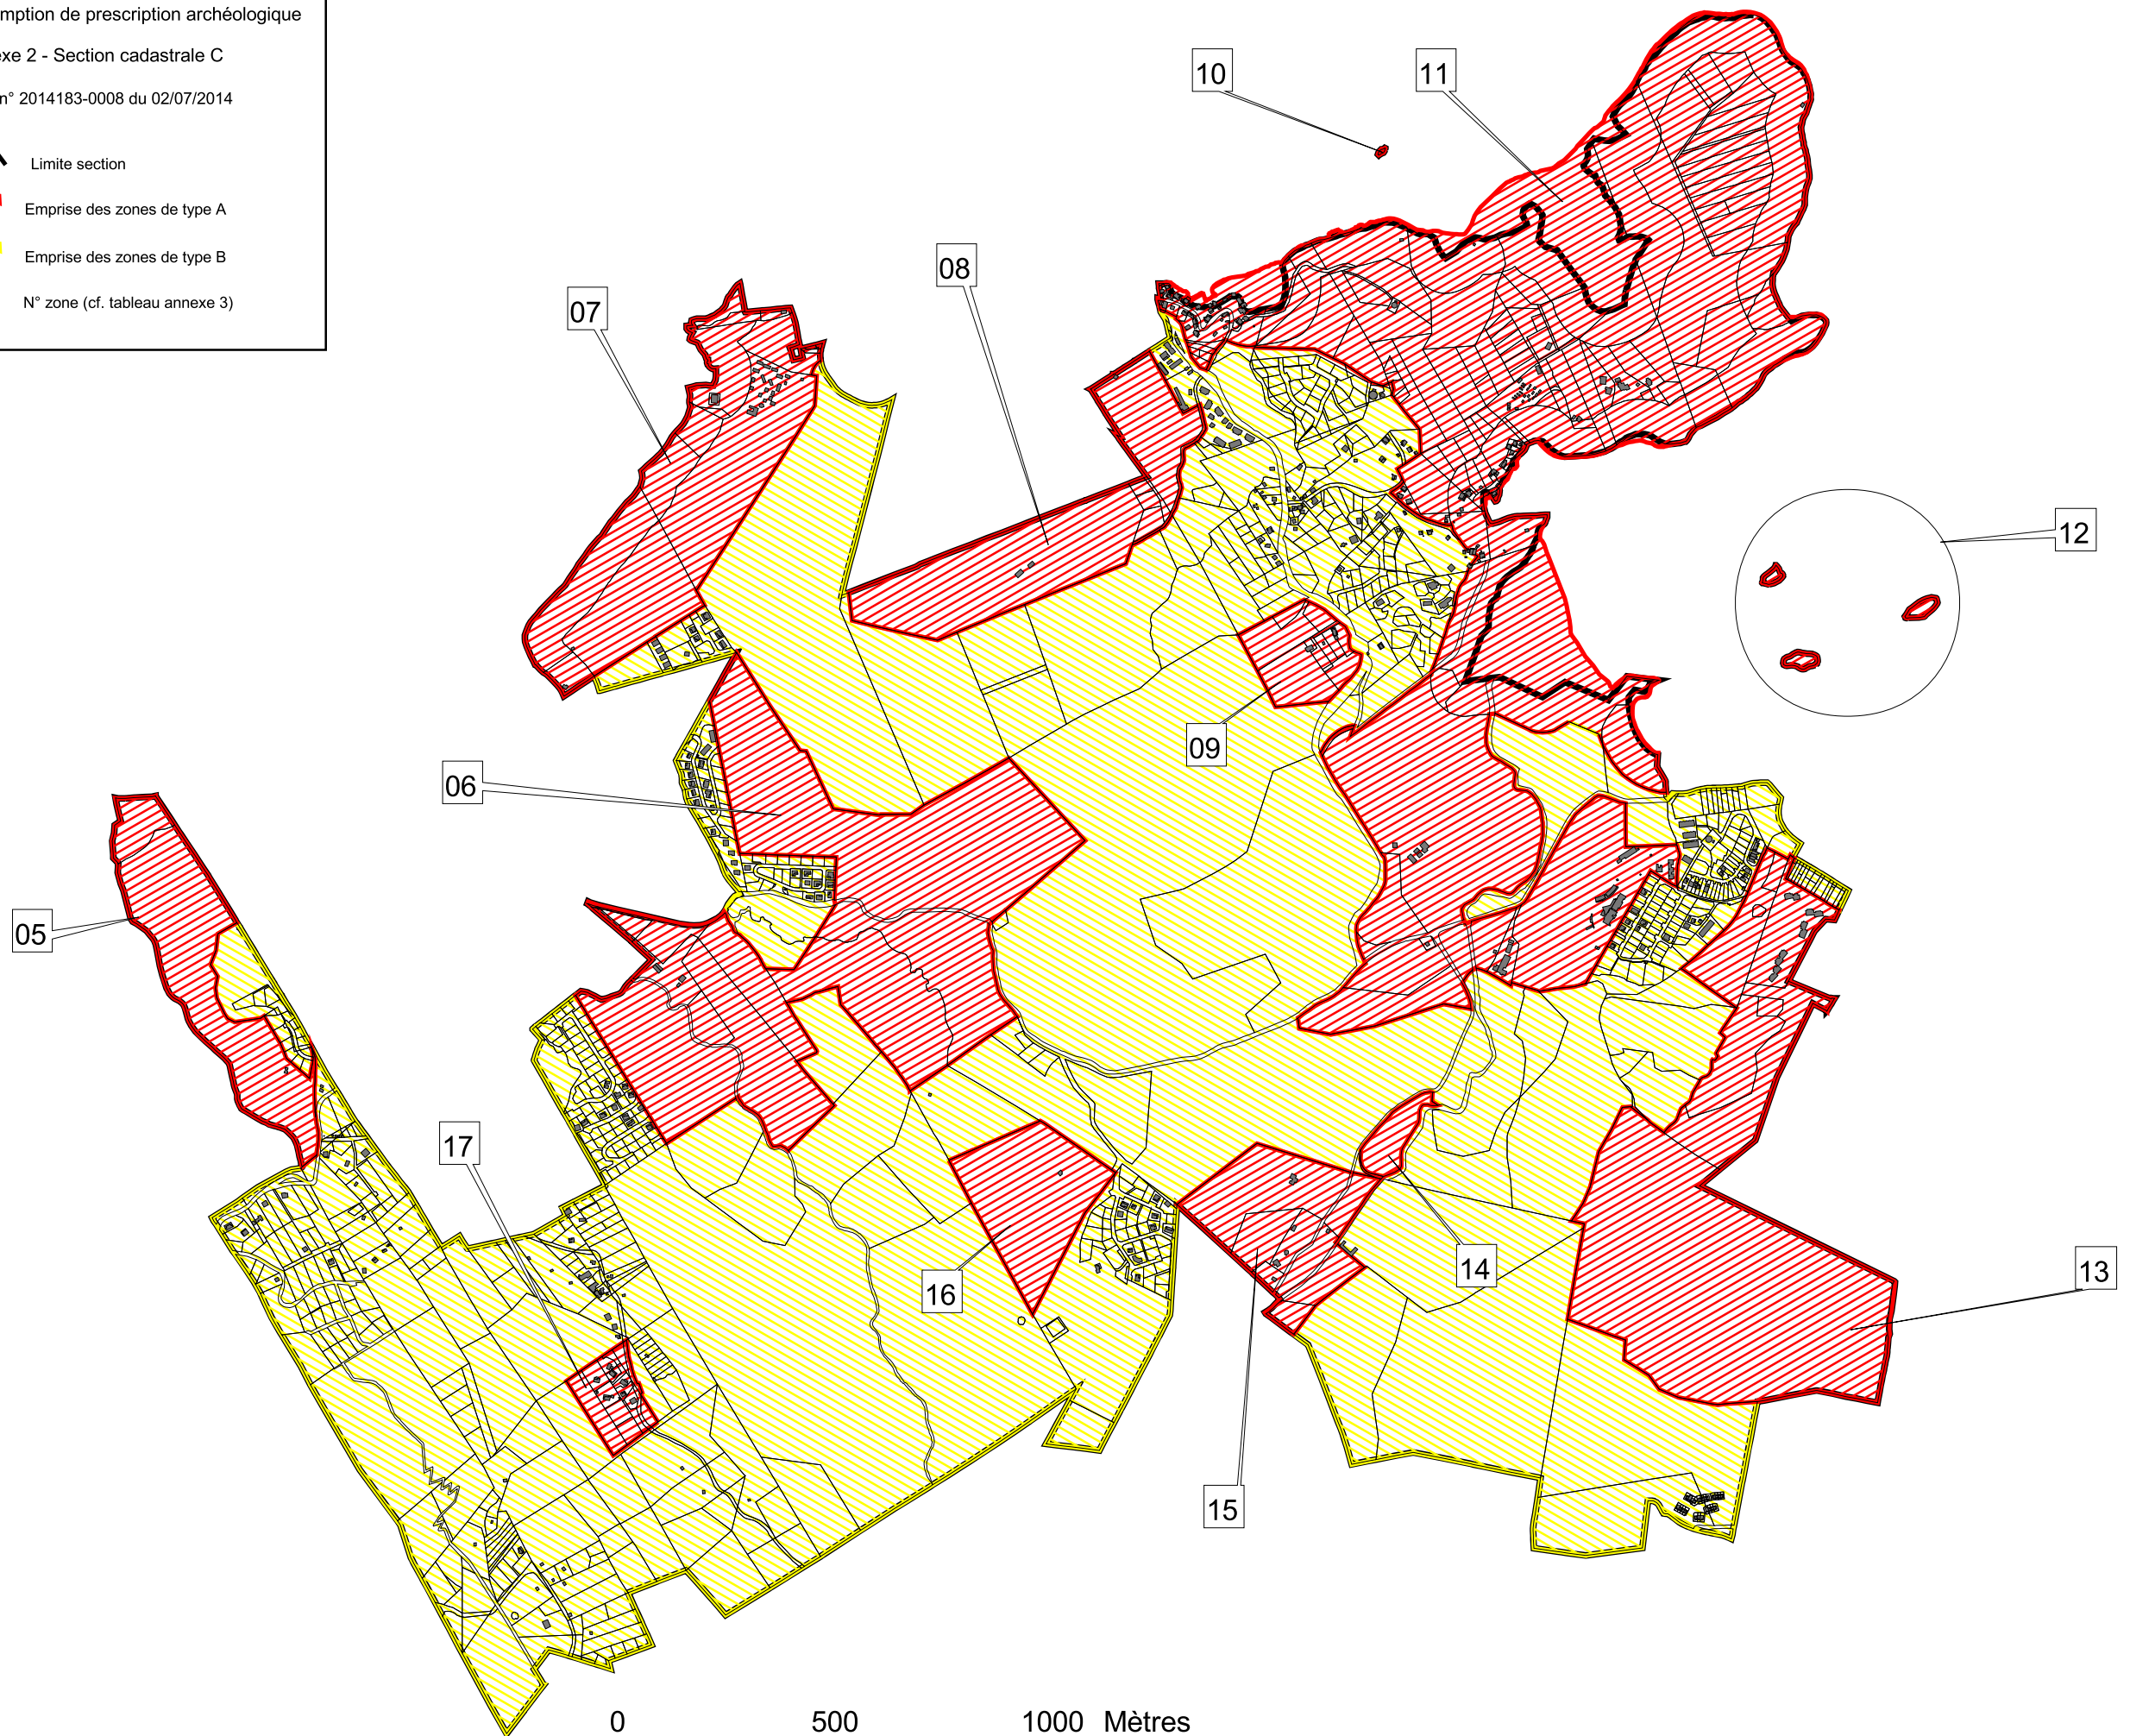 mption de prescription archéologique
xe 2 - Section cadastrale C
n° 2014183-0008 du 02/07/2014
Limite section
Emprise des zones de type A
Emprise des zones de type B
N° zone (cf. tableau annexe 3)
10
11
08
07
12
09
06
05
17
14
13
16
15
0 500 1000 Mètres